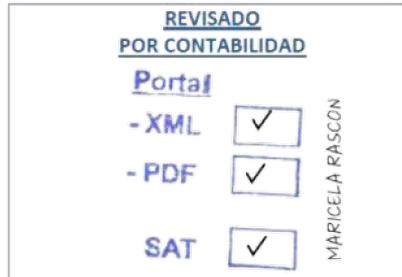 REVISADO
POR CONTABILIDAD
Portal
- XML ✓
- PDF ✓
SAT ✓
MARICELA RASCON